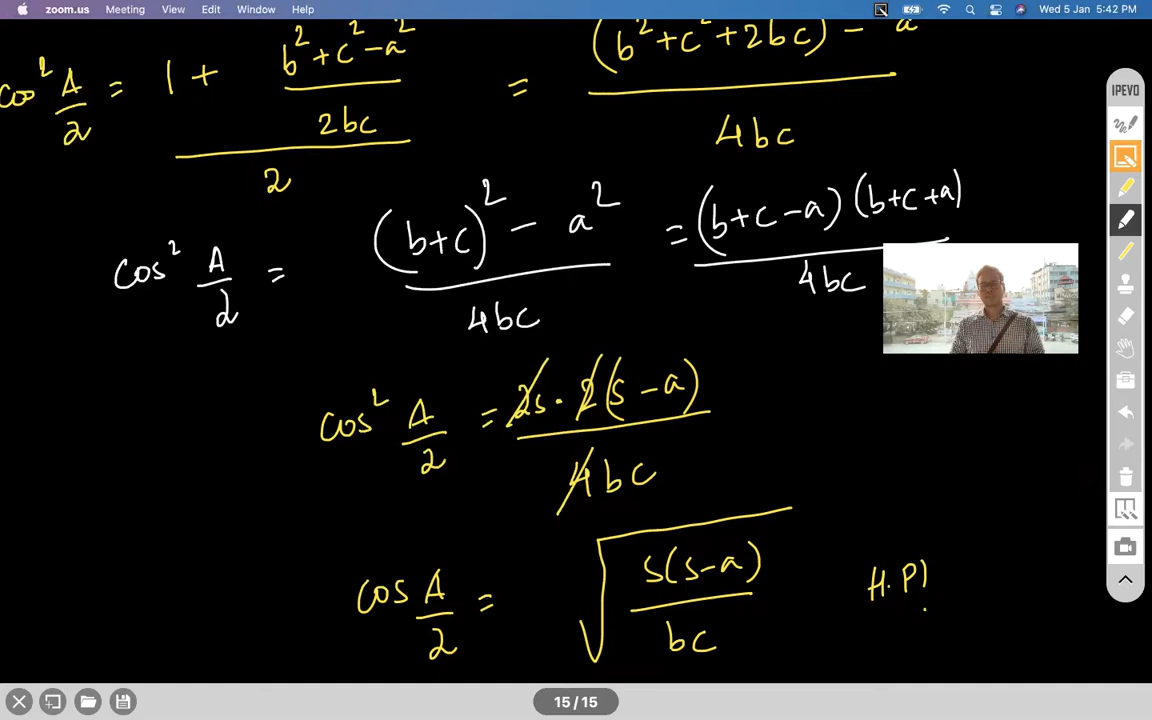 zoom.us Meeting View Edit Window Help Wed 5 Jan 5:42 PM
cos² A/2 = (1 + (b²+c²-a²)/2bc)/2 = ((b²+c²+2bc) - a²)/4bc
cos² A/2 = ((b+c)² - a²)/4bc = (b+c-a)(b+c+a)/4bc
cos² A/2 = 2s·2(s-a)/4bc
cos A/2 = √(s(s-a)/bc) H.P!
IPEVO
15/15